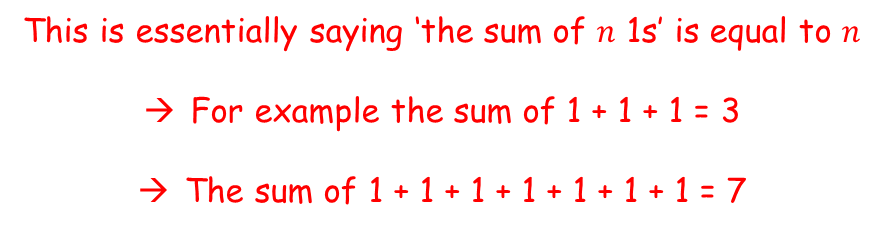 This is essentially saying ‘the sum of n 1s’ is equal to n
→ For example the sum of 1 + 1 + 1 = 3
→ The sum of 1 + 1 + 1 + 1 + 1 + 1 + 1 = 7